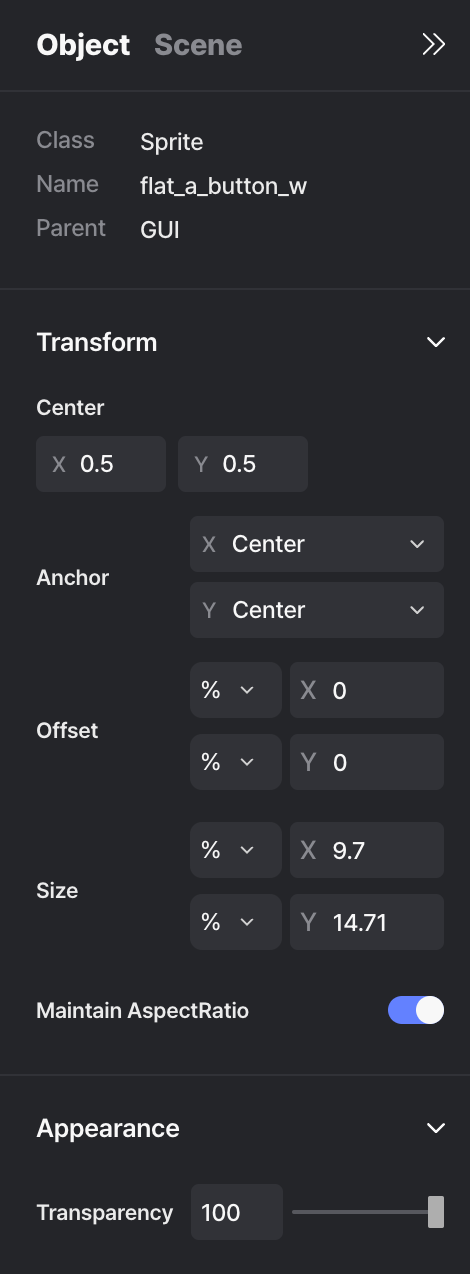 Object Scene
Class Sprite
Name flat_a_button_w
Parent GUI
Transform
Center
X 0.5 Y 0.5
Anchor
X Center
Y Center
Offset
% X 0
% Y 0
Size
% X 9.7
% Y 14.71
Maintain AspectRatio
Appearance
Transparency 100